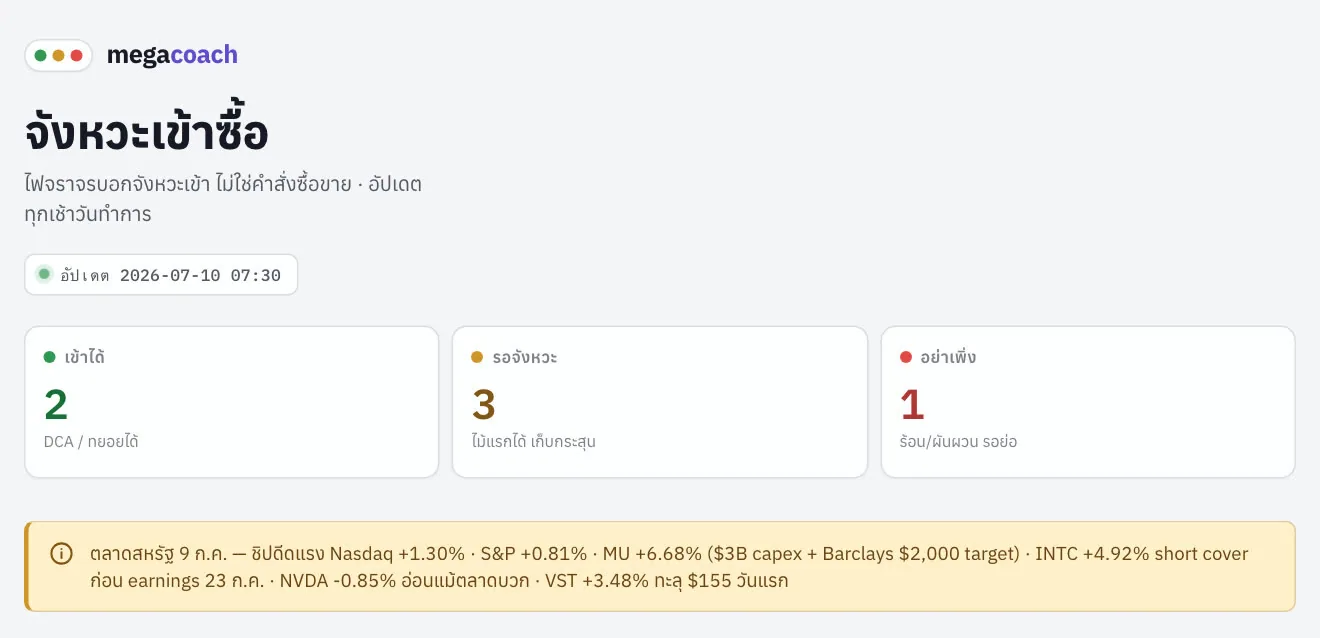 megacoach
จังหวะเข้าซื้อ
ไฟจราจรบอกจังหวะเข้า ไม่ใช่คำสั่งซื้อขาย · อัปเดต
ทุกเช้าวันทำการ
อัปเดต 2026-07-10 07:30
เข้าได้
2
DCA / ทยอยได้
รอจังหวะ
3
ไม้แรกได้ เก็บกระสุน
อย่าเพิ่ง
1
ร้อน/ผันผวน รอย่อ
ตลาดสหรัฐ 9 ก.ค. — ชิปดีดแรง Nasdaq +1.30% · S&P +0.81% · MU +6.68% ($3B capex + Barclays $2,000 target) · INTC +4.92% short cover
ก่อน earnings 23 ก.ค. · NVDA -0.85% อ่อนแม้ตลาดบวก · VST +3.48% ทะลุ $155 วันแรก